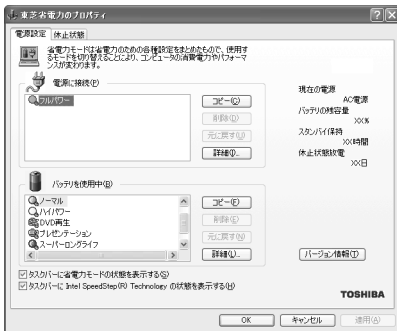 東芝省電力のプロパティ
電源設定 休止状態
省電力モードは省電力のための各種設定をまとめたもので、使用す
るモードを切り替えることにより、コンピュータの消費電力やパフォーマ
ンスが変わります。
電源に接続(P)
フルパワー
コピー(C)
削除(D)
元に戻す(U)
詳細(I)...
現在の電源
AC電源
バッテリの残容量
XX%
スタンバイ保持
XX時間
休止状態放電
XX日
バッテリを使用中(B)
ノーマル
ハイパワー
DVD再生
プレゼンテーション
スーパーロングライフ
コピー(F)
削除(E)
元に戻す(N)
詳細(L)...
バージョン情報(T)
タスクバーに省電力モードの状態を表示する(S)
タスクバーに Intel SpeedStep(R) Technology の状態を表示する(H)
TOSHIBA
OK キャンセル 適用(A)